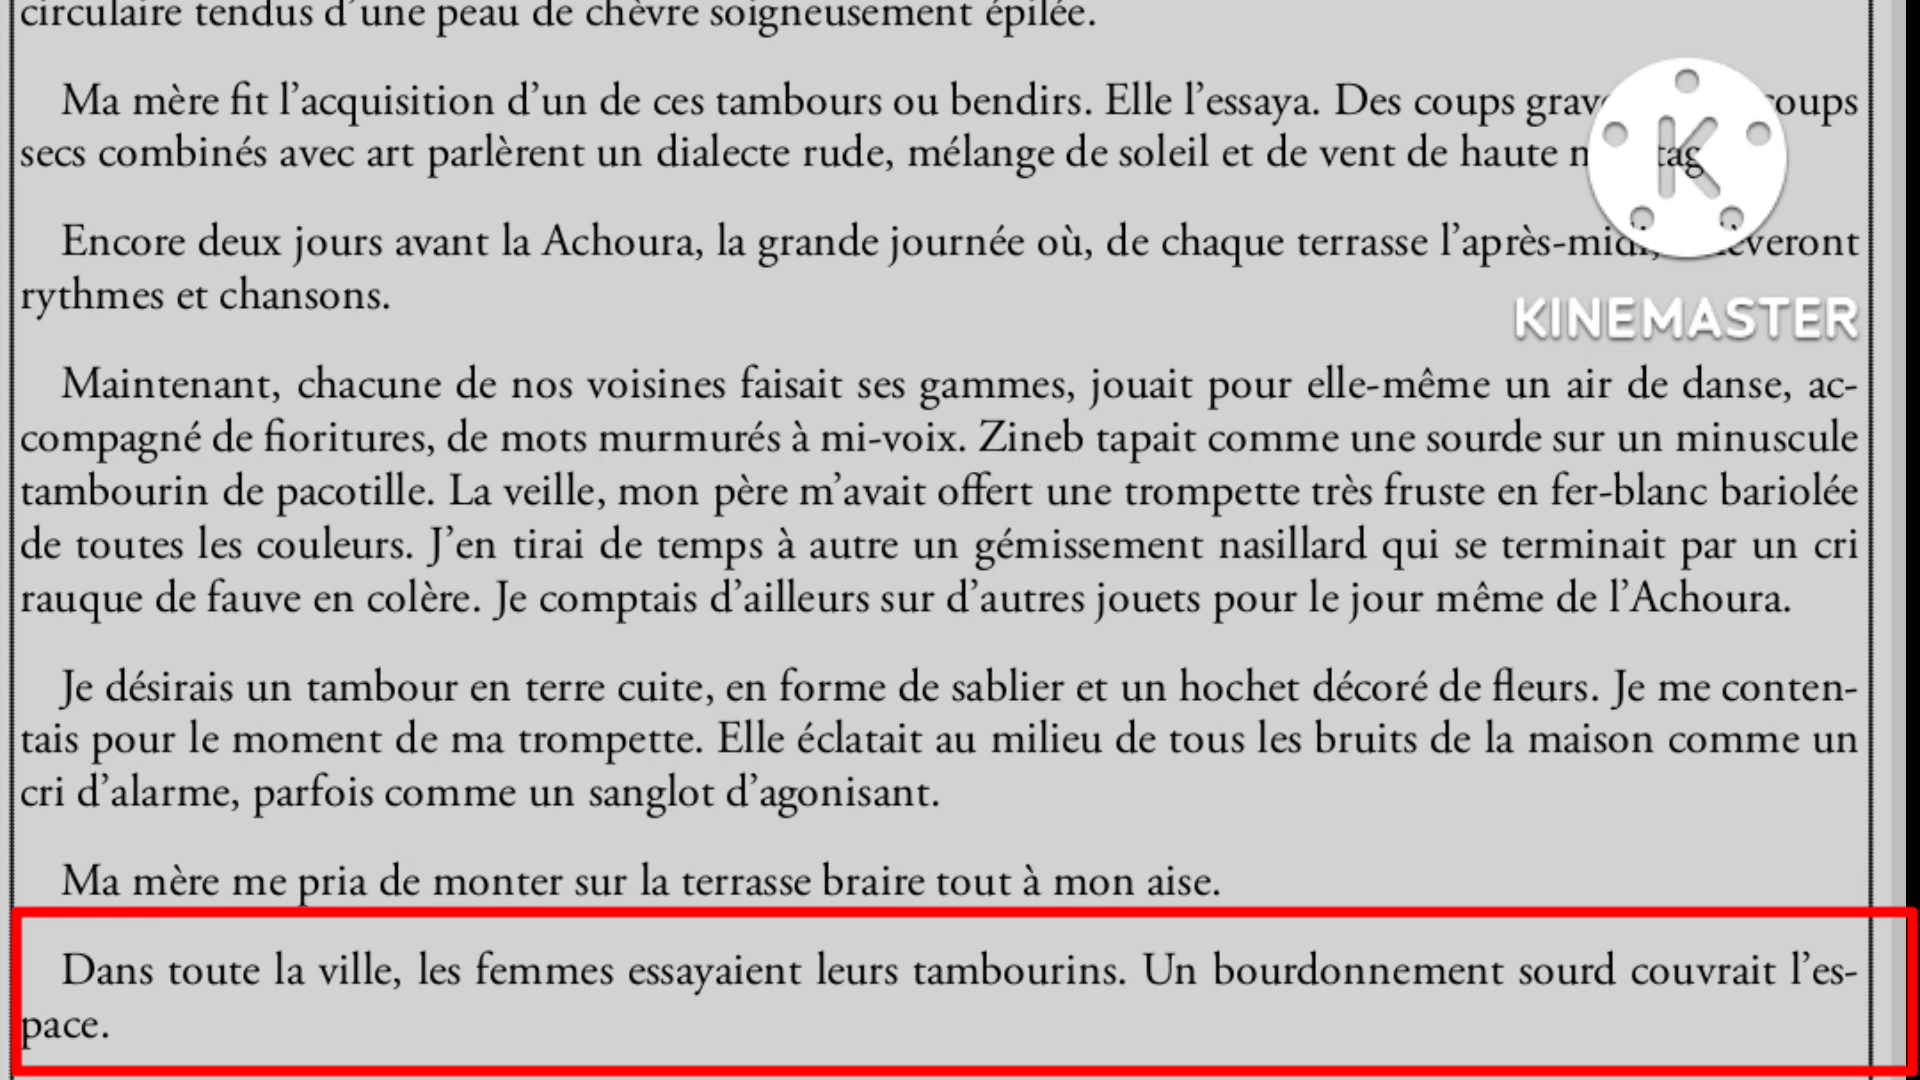 circulaire tendus d’une peau de chèvre soigneusement épilée.
Ma mère fit l’acquisition d’un de ces tambours ou bendirs. Elle l’essaya. Des coups oups
secs combinés avec art parlèrent un dialecte rude, mélange de soleil et de vent de haute
Encore deux jours avant la Achoura, la grande journée où, de chaque terrasse l’après-midi,
rythmes et chansons.
KINEMASTER
Maintenant, chacune de nos voisines faisait ses gammes, jouait pour elle-même un air de danse, ac-
compagné de fioritures, de mots murmurés à mi-voix. Zineb tapait comme une sourde sur un minuscule
tambourin de pacotille. La veille, mon père m’avait offert une trompette très fruste en fer-blanc bariolée
de toutes les couleurs. J’en tirai de temps à autre un gémissement nasillard qui se terminait par un cri
rauque de fauve en colère. Je comptais d’ailleurs sur d’autres jouets pour le jour même de l’Achoura.
Je désirais un tambour en terre cuite, en forme de sablier et un hochet décoré de fleurs. Je me conten-
tais pour le moment de ma trompette. Elle éclatait au milieu de tous les bruits de la maison comme un
cri d’alarme, parfois comme un sanglot d’agonisant.
Ma mère me pria de monter sur la terrasse braire tout à mon aise.
Dans toute la ville, les femmes essayaient leurs tambourins. Un bourdonnement sourd couvrait l’es-
pace.